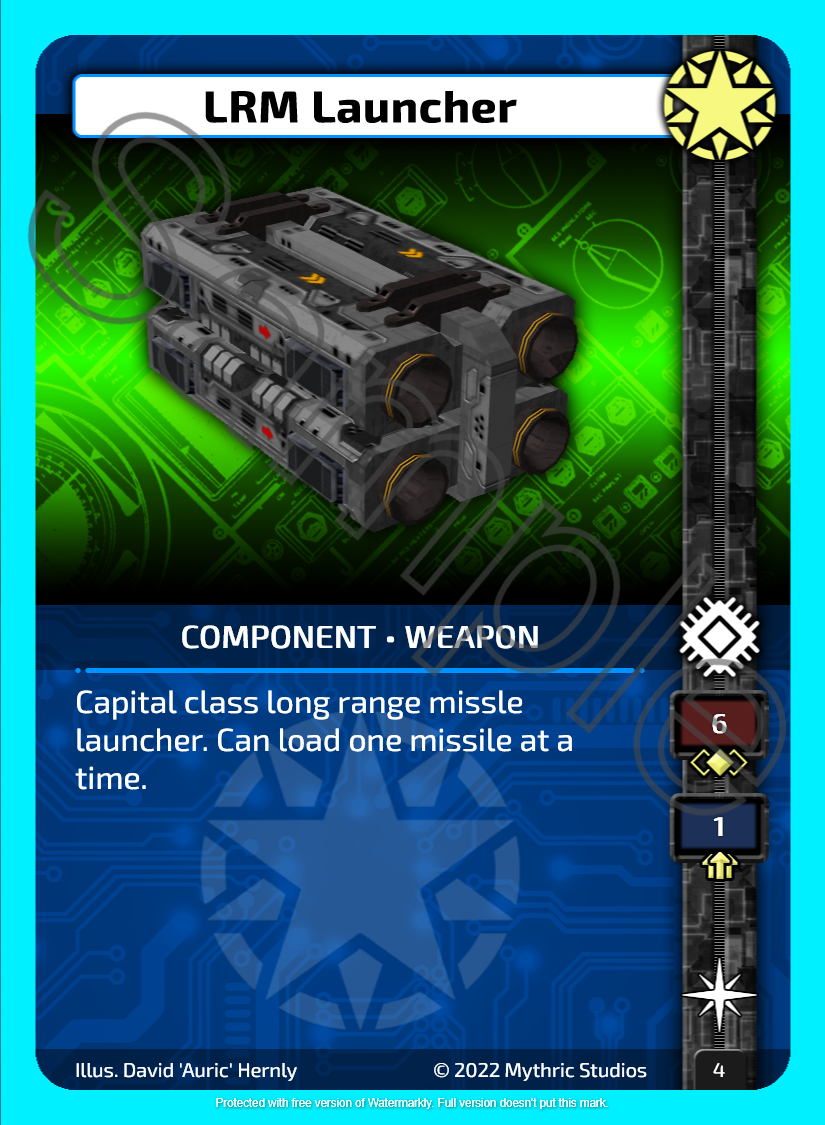 LRM Launcher
COMPONENT • WEAPON
Capital class long range missle
launcher. Can load one missile at a
time.
6
1
Illus. David 'Auric' Hernly
© 2022 Mythric Studios
4
Sample
Protected with free version of Watermarkly. Full version doesn't put this mark.